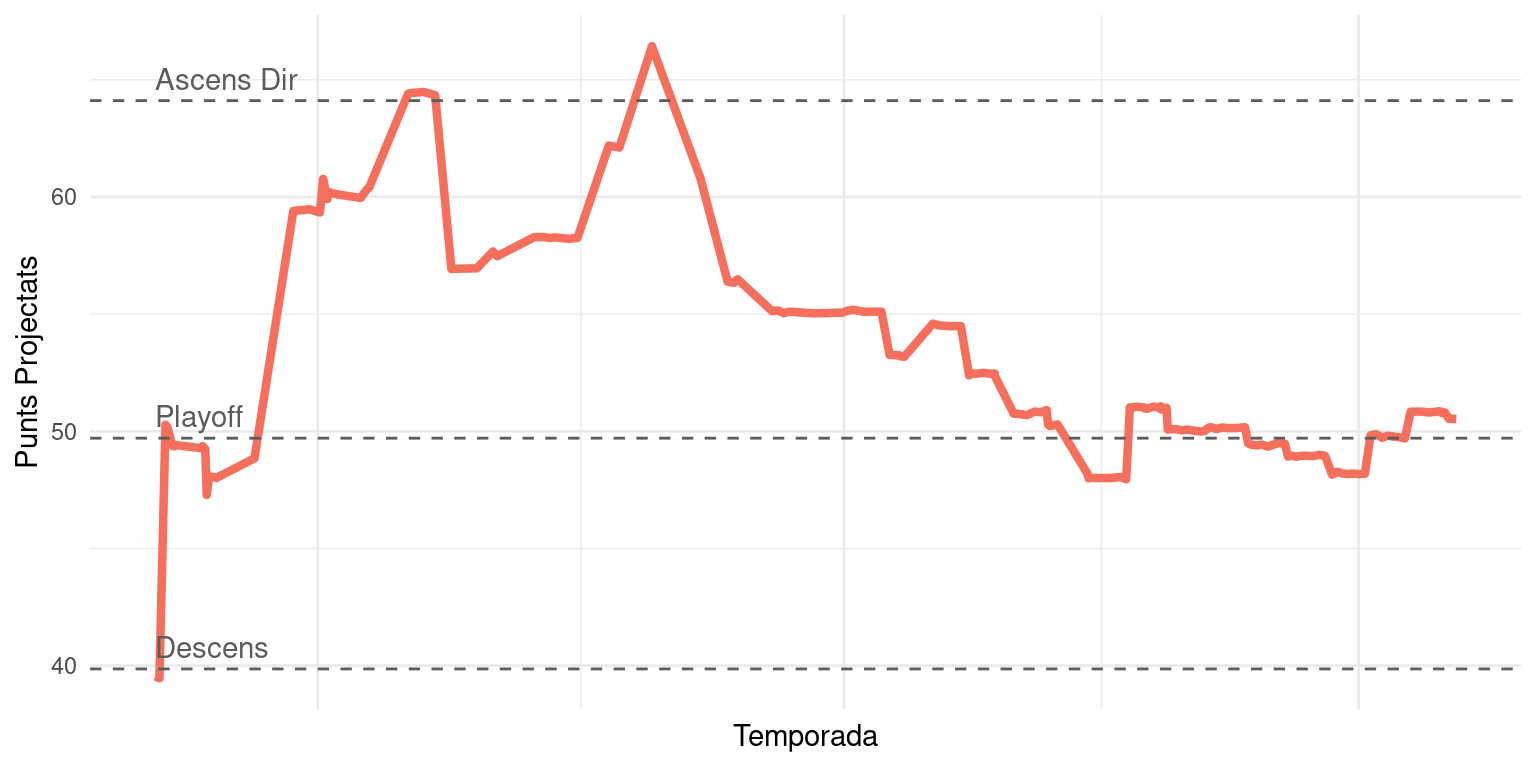 Ascens Dir
60
Playoff
50
Descens
40
Punts Projectats
Temporada